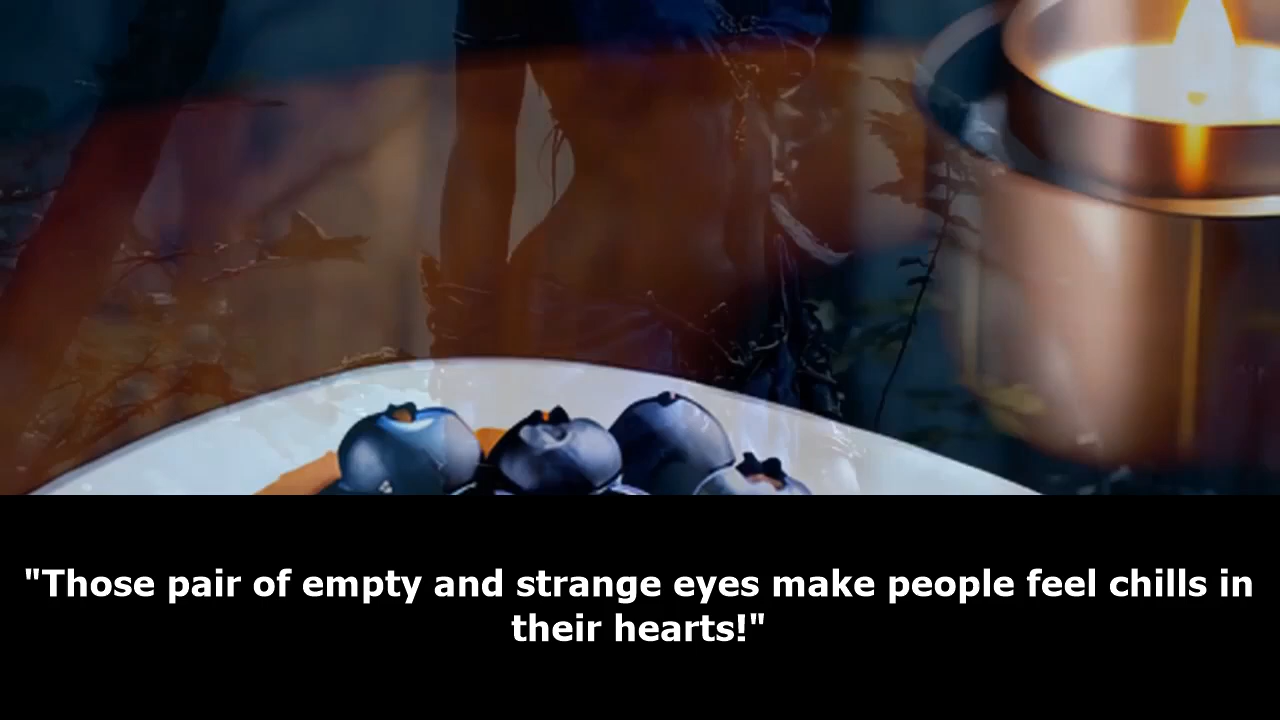 "Those pair of empty and strange eyes make people feel chills in
their hearts!"